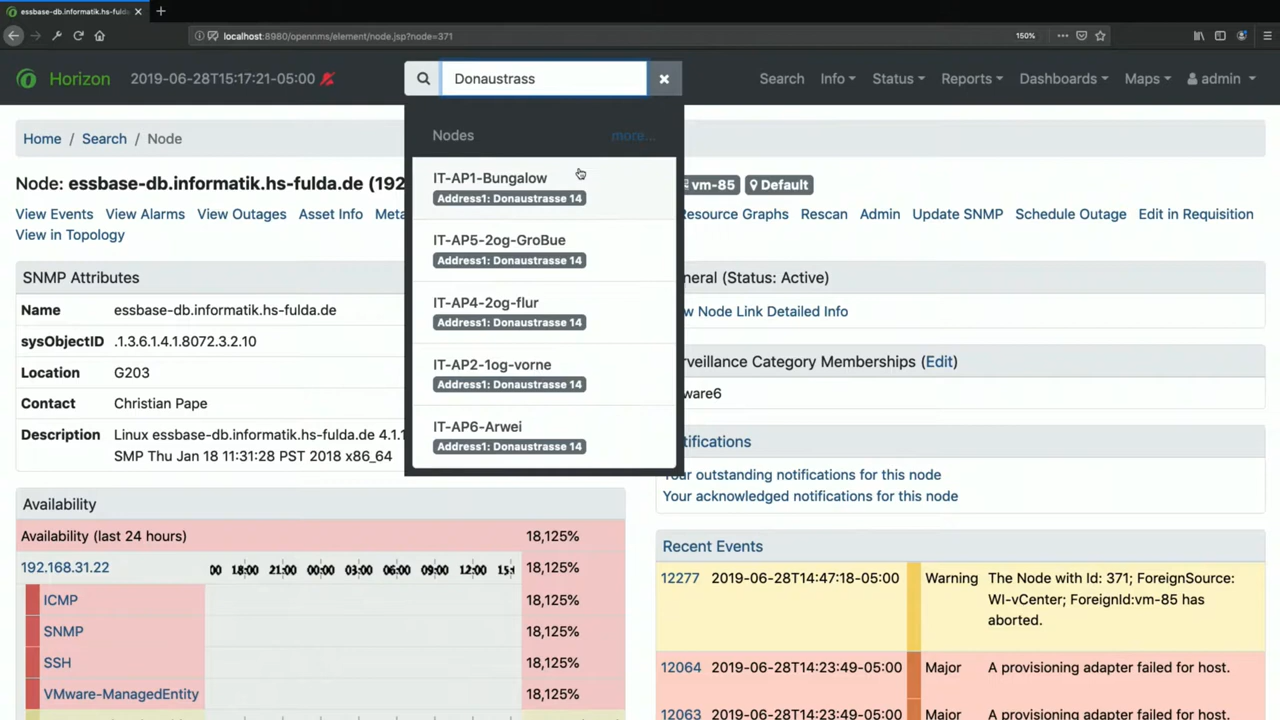 essbase-db.informatik.hs-fulda
localhost:8980/opennms/element/node.jsp?node=371
150%
Horizon
2019-06-28T15:17:21-05:00
Donaustrass
Search
Info
Status
Reports
Dashboards
Maps
admin
Home / Search / Node
Nodes
more...
IT-AP1-Bungalow
Address1: Donaustrasse 14
IT-AP5-2og-GroBue
Address1: Donaustrasse 14
IT-AP4-2og-flur
Address1: Donaustrasse 14
IT-AP2-1og-vorne
Address1: Donaustrasse 14
IT-AP6-Arwei
Address1: Donaustrasse 14
Node: essbase-db.informatik.hs-fulda.de (192
vm-85
Default
View Events
View Alarms
View Outages
Asset Info
Meta
Resource Graphs
Rescan
Admin
Update SNMP
Schedule Outage
Edit in Requisition
View in Topology
SNMP Attributes
Name essbase-db.informatik.hs-fulda.de
sysObjectID .1.3.6.1.4.1.8072.3.2.10
Location G203
Contact Christian Pape
Description Linux essbase-db.informatik.hs-fulda.de 4.1.1
SMP Thu Jan 18 11:31:28 PST 2018 x86_64
neral (Status: Active)
w Node Link Detailed Info
rveillance Category Memberships (Edit)
ware6
tifications
Your outstanding notifications for this node
Your acknowledged notifications for this node
Availability
Availability (last 24 hours) 18,125%
192.168.31.22 00 18:00 21:00 00:00 03:00 06:00 09:00 12:00 15: 18,125%
ICMP 18,125%
SNMP 18,125%
SSH 18,125%
VMware-ManagedEntity 18,125%
Recent Events
12277 2019-06-28T14:47:18-05:00 Warning The Node with Id: 371; ForeignSource:
WI-vCenter; ForeignId:vm-85 has
aborted.
12064 2019-06-28T14:23:49-05:00 Major A provisioning adapter failed for host.
12063 2019-06-28T14:23:49-05:00 Major A provisioning adapter failed for host.